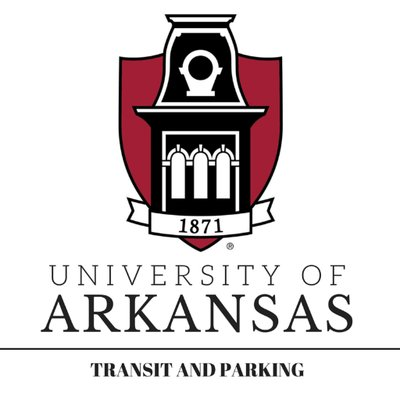 1871
®
UNIVERSITY OF
ARKANSAS
TRANSIT AND PARKING